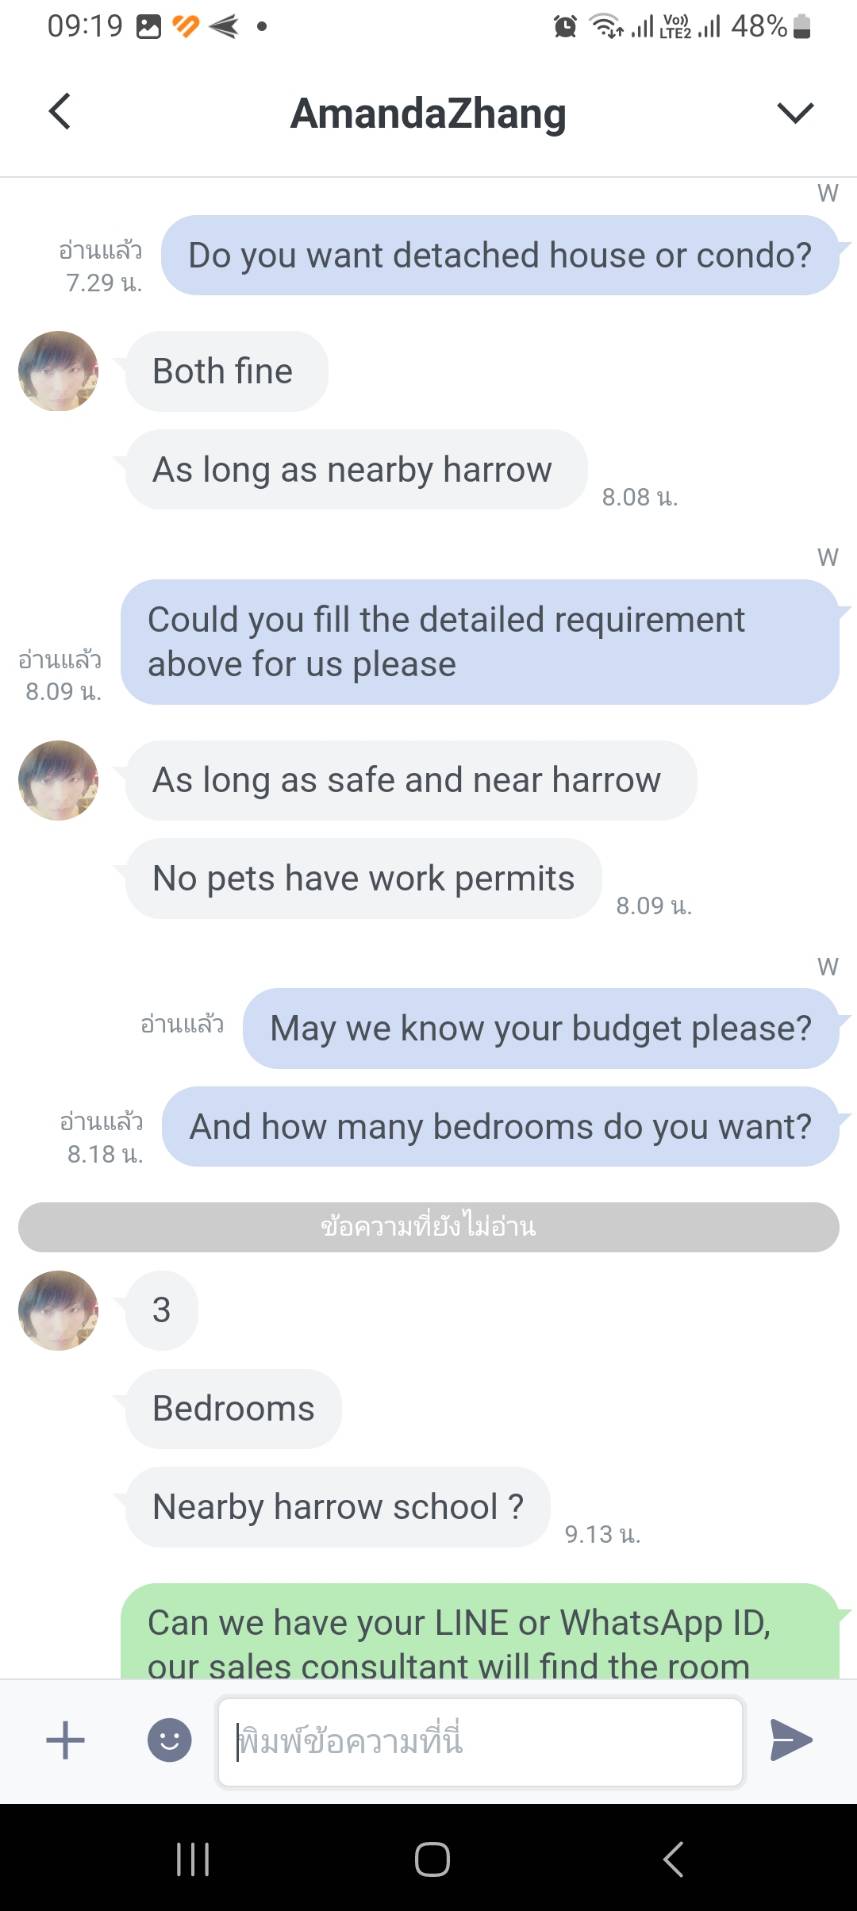 09:19
Vo))
LTE2
48%
AmandaZhang
W
อ่านแล้ว
7.29 น.
Do you want detached house or condo?
Both fine
As long as nearby harrow
8.08 น.
W
Could you fill the detailed requirement
above for us please
อ่านแล้ว
8.09 น.
As long as safe and near harrow
No pets have work permits
8.09 น.
W
อ่านแล้ว
May we know your budget please?
อ่านแล้ว
8.18 น.
And how many bedrooms do you want?
ข้อความที่ยังไม่อ่าน
3
Bedrooms
Nearby harrow school ?
9.13 น.
Can we have your LINE or WhatsApp ID,
our sales consultant will find the room
พิมพ์ข้อความที่นี่